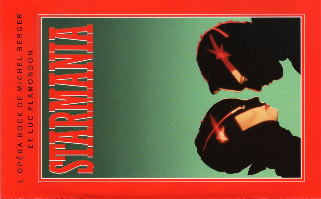 L'OPÉRA ROCK DE MICHEL BERGER
ET LUC PLAMONDON
STARMANIA